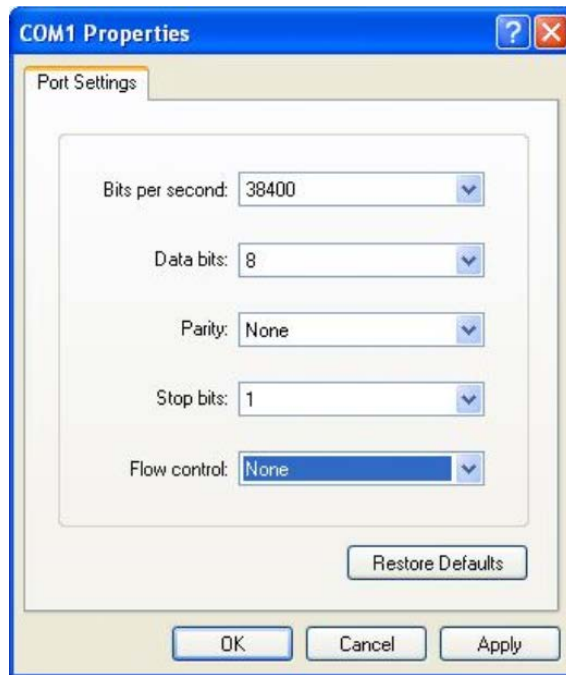 COM1 Properties
Port Settings
Bits per second: 38400
Data bits: 8
Parity: None
Stop bits: 1
Flow control: None
Restore Defaults
OK Cancel Apply